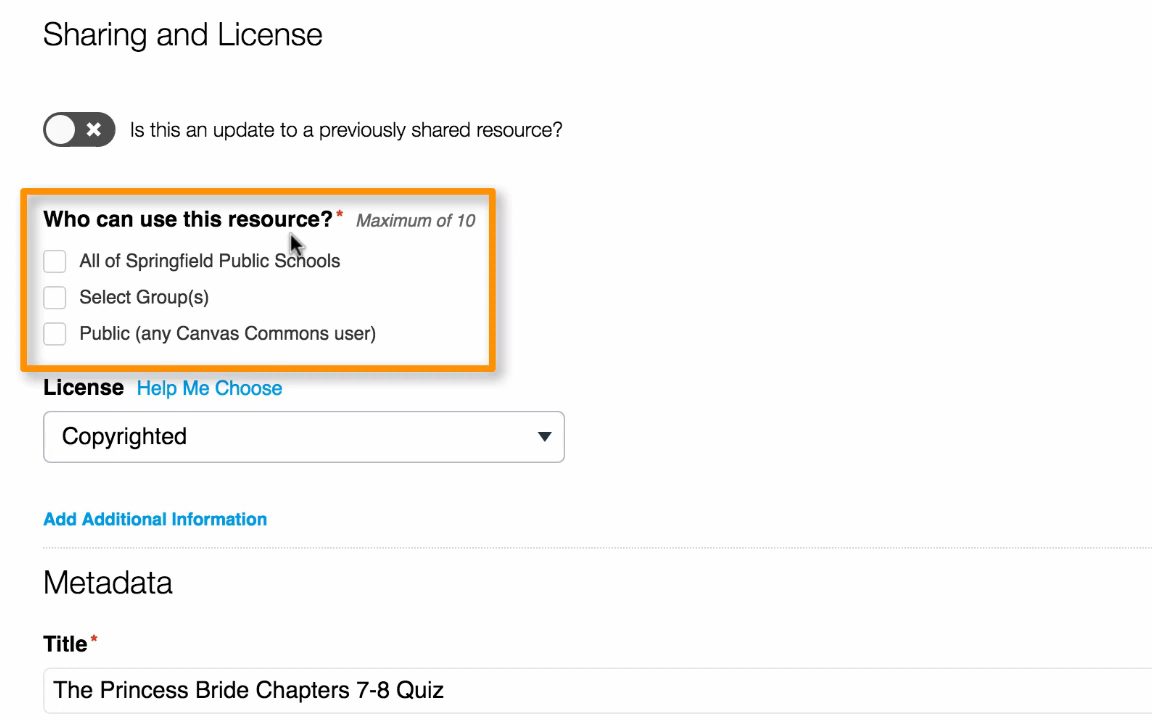 Sharing and License
Is this an update to a previously shared resource?
Who can use this resource?* Maximum of 10
All of Springfield Public Schools
Select Group(s)
Public (any Canvas Commons user)
License Help Me Choose
Copyrighted
Add Additional Information
Metadata
Title*
The Princess Bride Chapters 7-8 Quiz